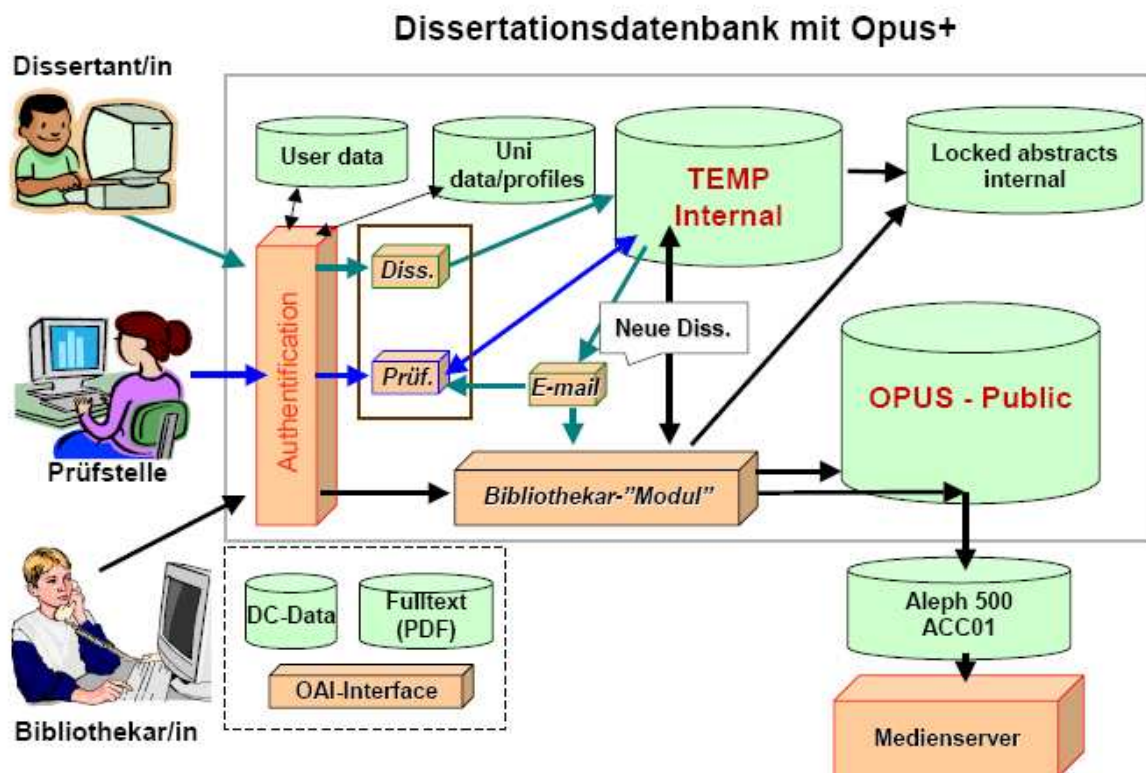 Dissertationsdatenbank mit Opus+
Dissertant/in
User data
Uni
data/profiles
TEMP
Internal
Locked abstracts
internal
Authentification
Diss.
Neue Diss.
Prüf.
E-mail
OPUS - Public
Prüfstelle
Bibliothekar-"Modul"
DC-Data
Fulltext
(PDF)
Aleph 500
ACC01
OAI-Interface
Bibliothekar/in
Medienserver